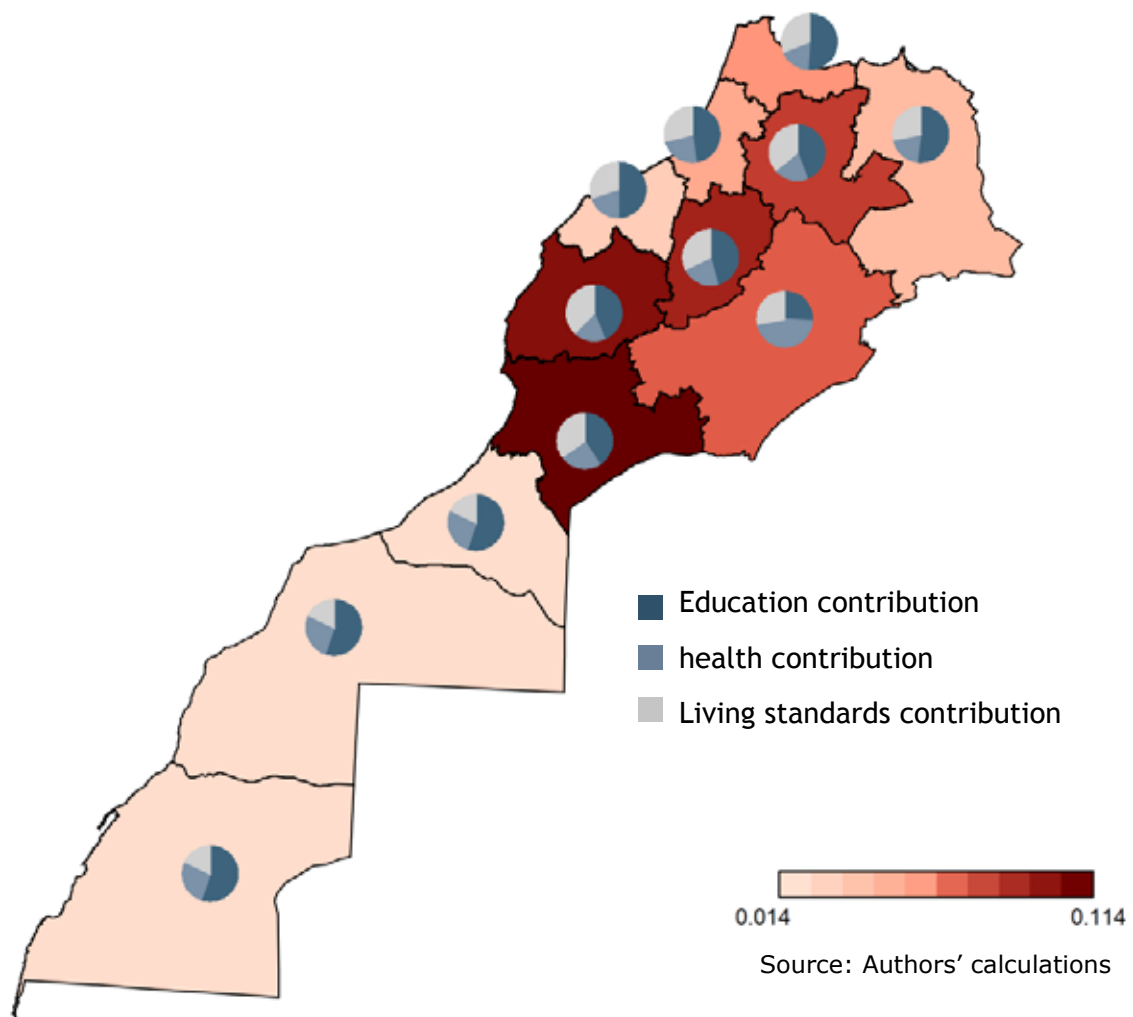 Education contribution
health contribution
Living standards contribution
0.014
0.114
Source: Authors’ calculations